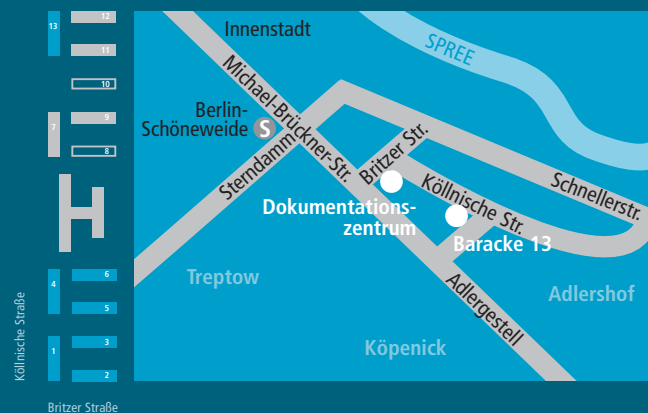 13
12
11
10
9
7
8
6
4
5
3
1
2
Köllnische Straße
Britzer Straße
Innenstadt
SPREE
Michael-Brückner-Str.
Berlin-
Schöneweide
S
Sterndamm
Britzer Str.
Köllnische Str.
Schnellerstr.
Dokumentations-
zentrum
Baracke 13
Treptow
Adlergestell
Adlershof
Köpenick